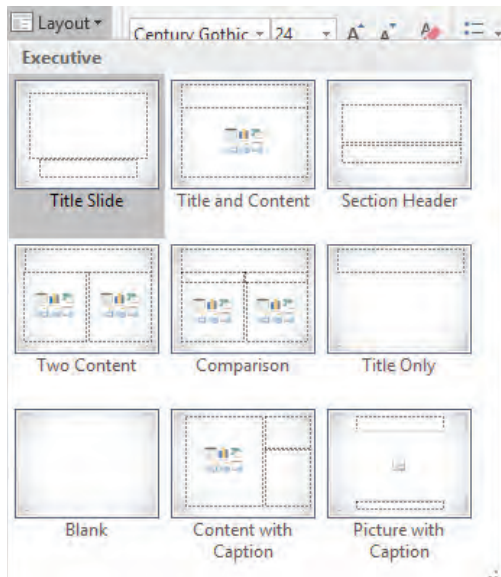 Layout
Century Gothic 24 A A A
Executive
Title Slide Title and Content Section Header
Two Content Comparison Title Only
Blank Content with Caption Picture with Caption